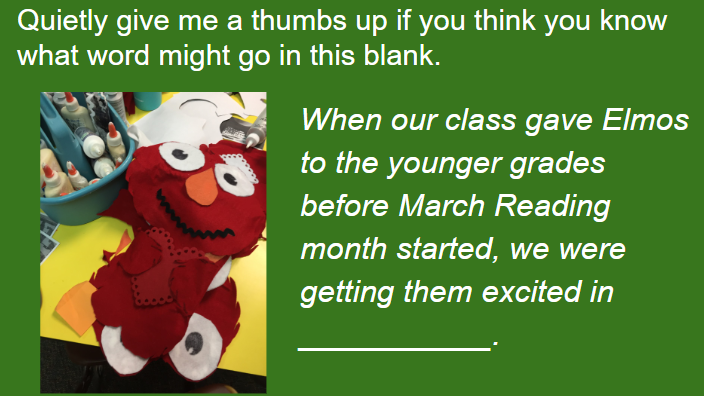 Quietly give me a thumbs up if you think you know
what word might go in this blank.
When our class gave Elmos
to the younger grades
before March Reading
month started, we were
getting them excited in
___________.